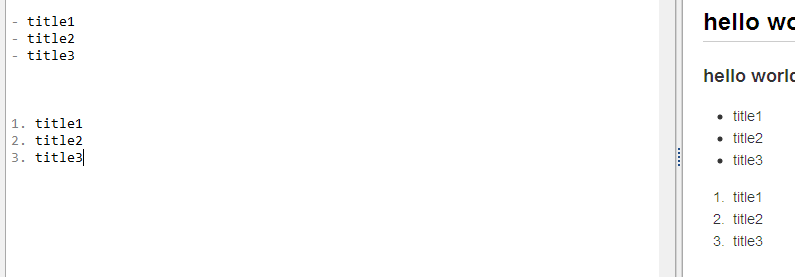 - title1
- title2
- title3
1. title1
2. title2
3. title3
hello wo
hello world
• title1
• title2
• title3
1. title1
2. title2
3. title3